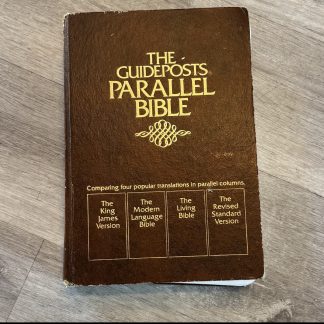 THE
GUIDEPOSTS
PARALLEL
BIBLE
Comparing four popular translations in parallel columns.
The
King
James
Version
The
Modern
Language
Bible
The
Living
Bible
The
Revised
Standard
Version